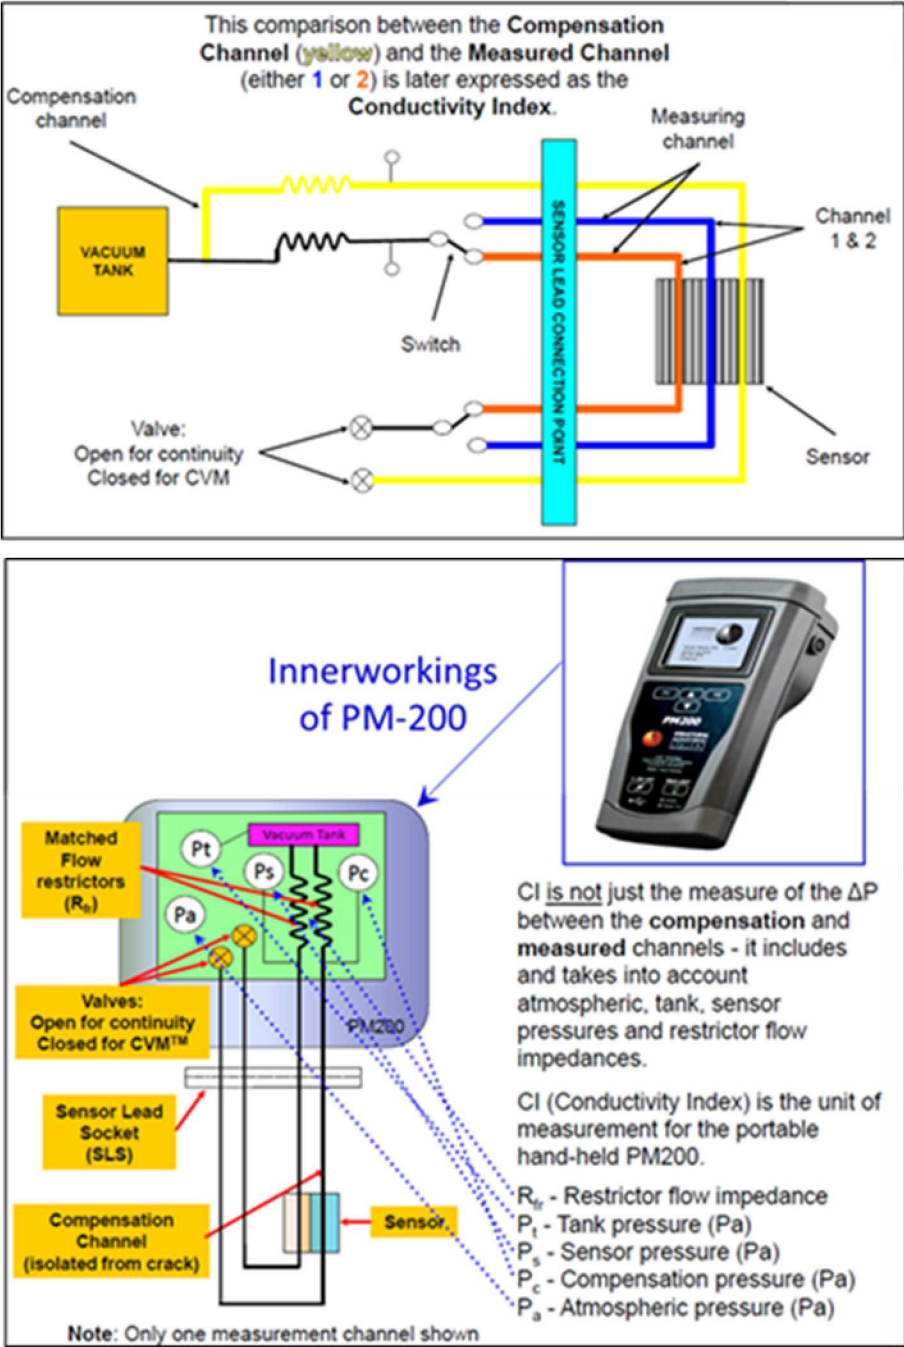 This comparison between the Compensation
Channel (yellow) and the Measured Channel
(either 1 or 2) is later expressed as the
Conductivity Index.
Compensation
channel
Measuring
channel
VACUUM
TANK
SENSOR LEAD CONNECTION POINT
Channel
1 & 2
Switch
Valve:
Open for continuity
Closed for CVM
Sensor
Innerworkings
of PM-200
PM200
Matched
Flow
restrictors
(Rfr)
Vacuum Tank
Pt
Ps
Pc
Pa
Valves:
Open for continuity
Closed for CVM™
PM200
Sensor Lead
Socket
(SLS)
Compensation
Channel
(isolated from crack)
Sensor
Note: Only one measurement channel shown
CI is not just the measure of the ΔP
between the compensation and
measured channels - it includes
and takes into account
atmospheric, tank, sensor
pressures and restrictor flow
impedances.
CI (Conductivity Index) is the unit of
measurement for the portable
hand-held PM200.
Rfr - Restrictor flow impedance
Pt - Tank pressure (Pa)
Ps - Sensor pressure (Pa)
Pc - Compensation pressure (Pa)
Pa - Atmospheric pressure (Pa)